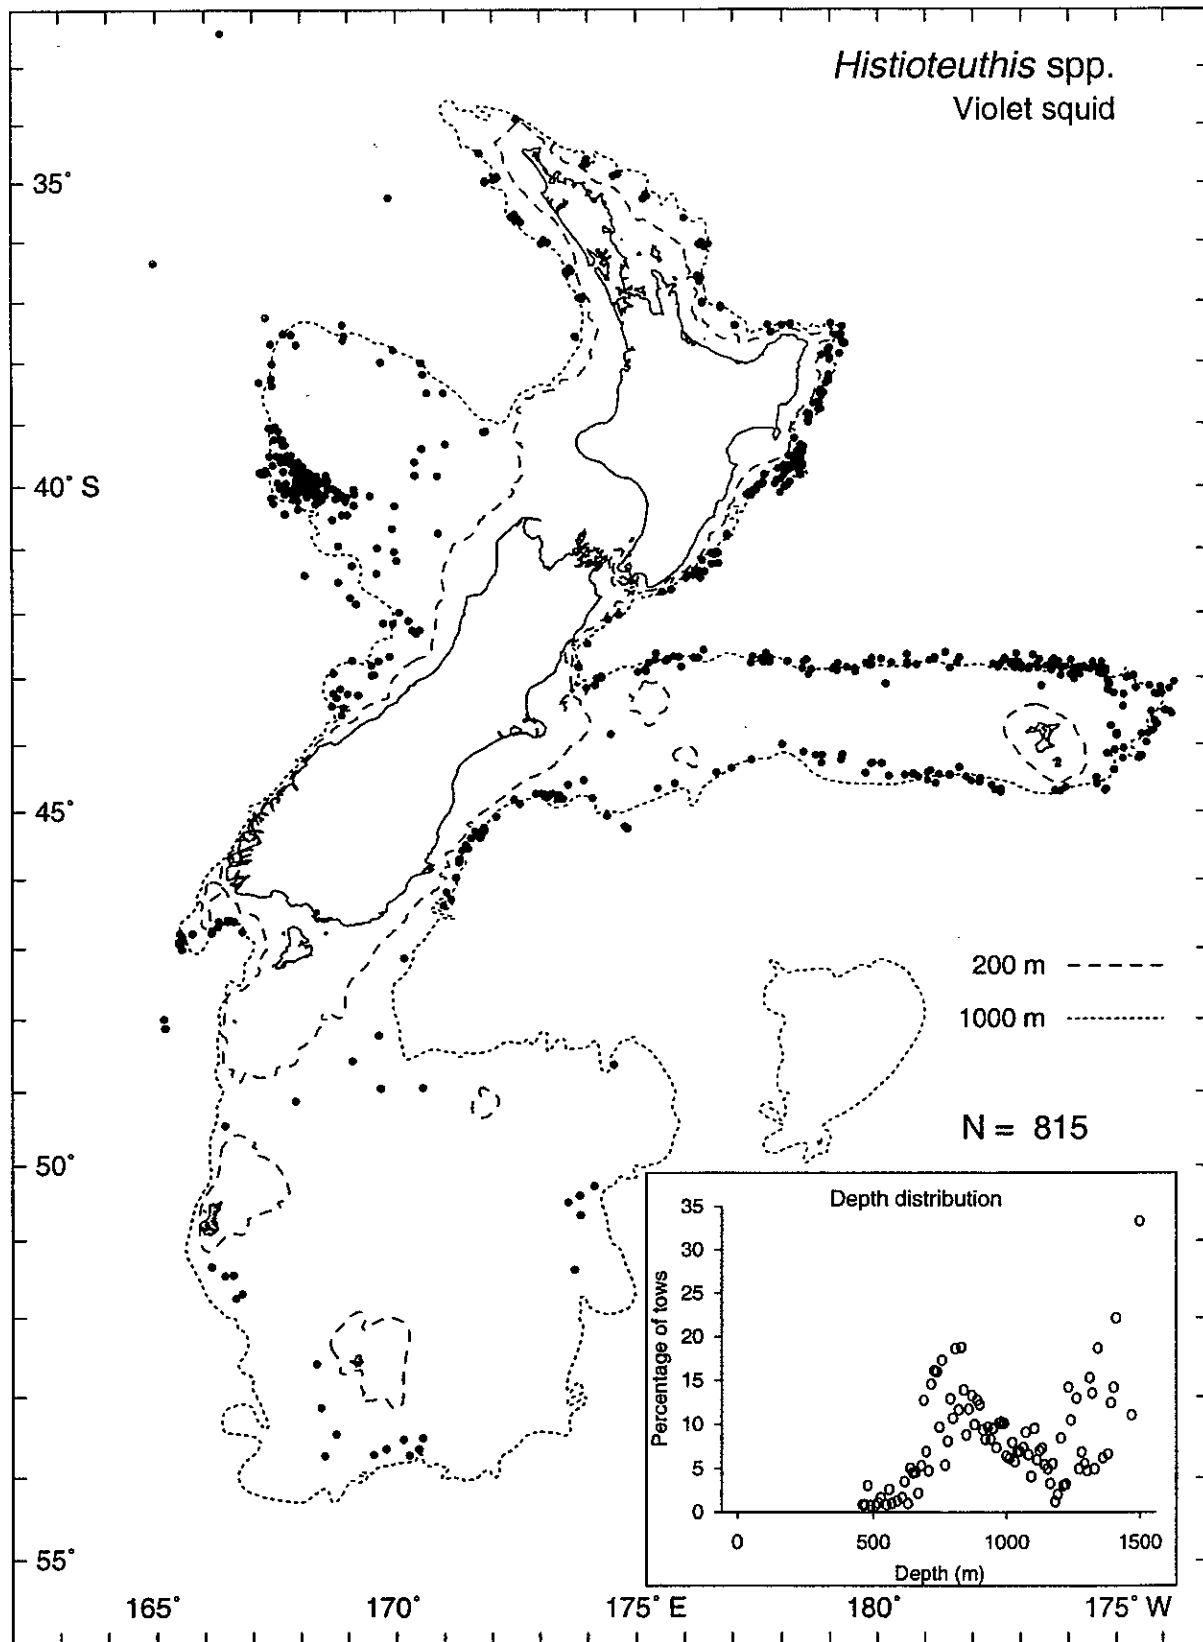 Histioteuthis spp.
Violet squid
35°
40° S
45°
50°
55°
200 m
1000 m
N = 815
Depth distribution
35
30
25
20
15
10
5
0
Percentage of tows
0 500 1000 1500
Depth (m)
165° 170° 175° E 180° 175° W